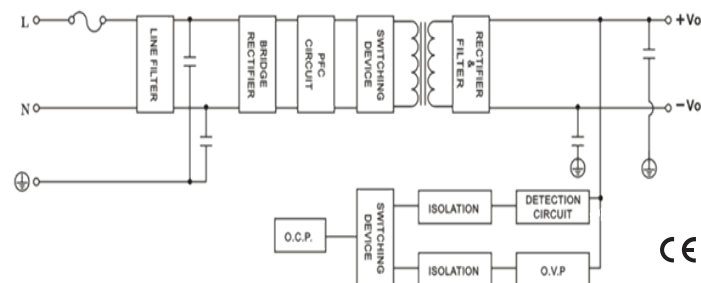 L
+Vo
LINE FILTER
BRIDGE
RECTIFIER
PFC
CIRCUIT
SWITCHING
DEVICE
RECTIFIER
&
FILTER
N
−Vo
SWITCHING
DEVICE
ISOLATION
DETECTION
CIRCUIT
O.C.P.
ISOLATION
O.V.P
CE